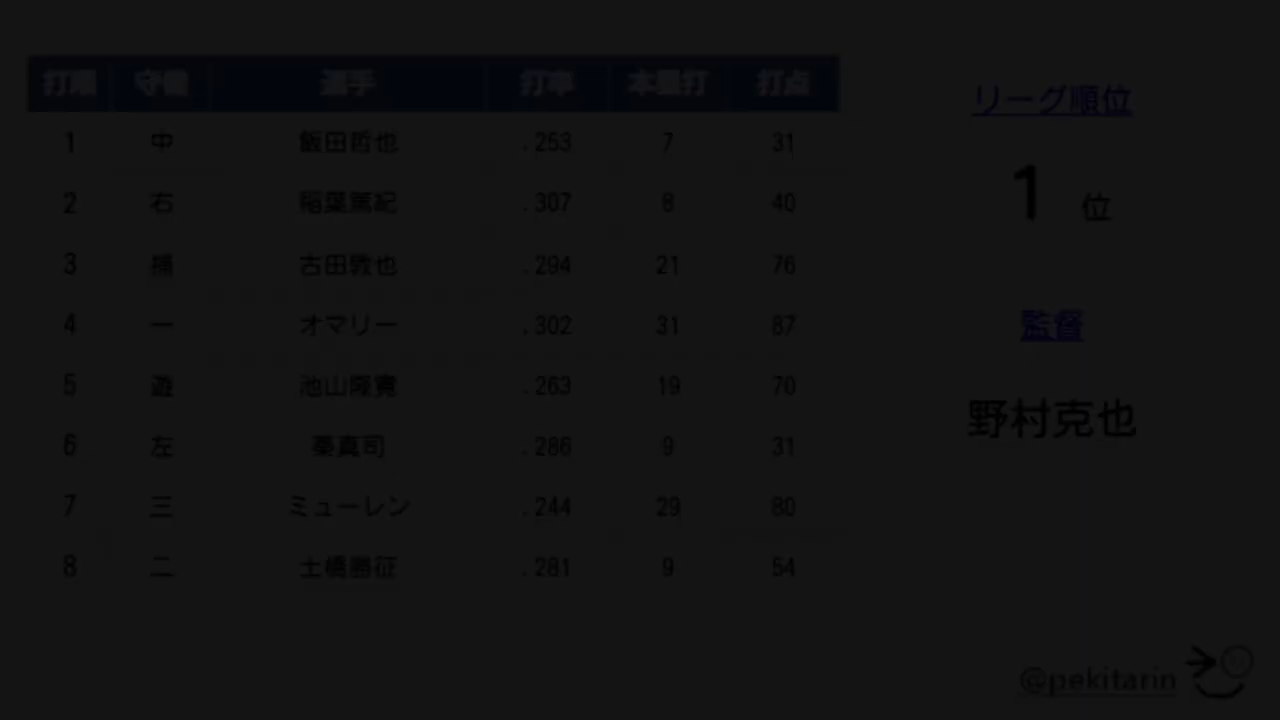 打順 守備 選手 打率 本塁打 打点
1 中 飯田哲也 .253 7 31
2 右 稲葉篤紀 .307 8 40
3 捕 古田敦也 .294 21 76
4 一 オマリー .302 31 87
5 遊 池山隆寛 .263 19 70
6 左 秦真司 .286 9 31
7 三 ミューレン .244 29 80
8 二 土橋勝征 .281 9 54
リーグ順位
1 位
監督
野村克也
@pekitarin